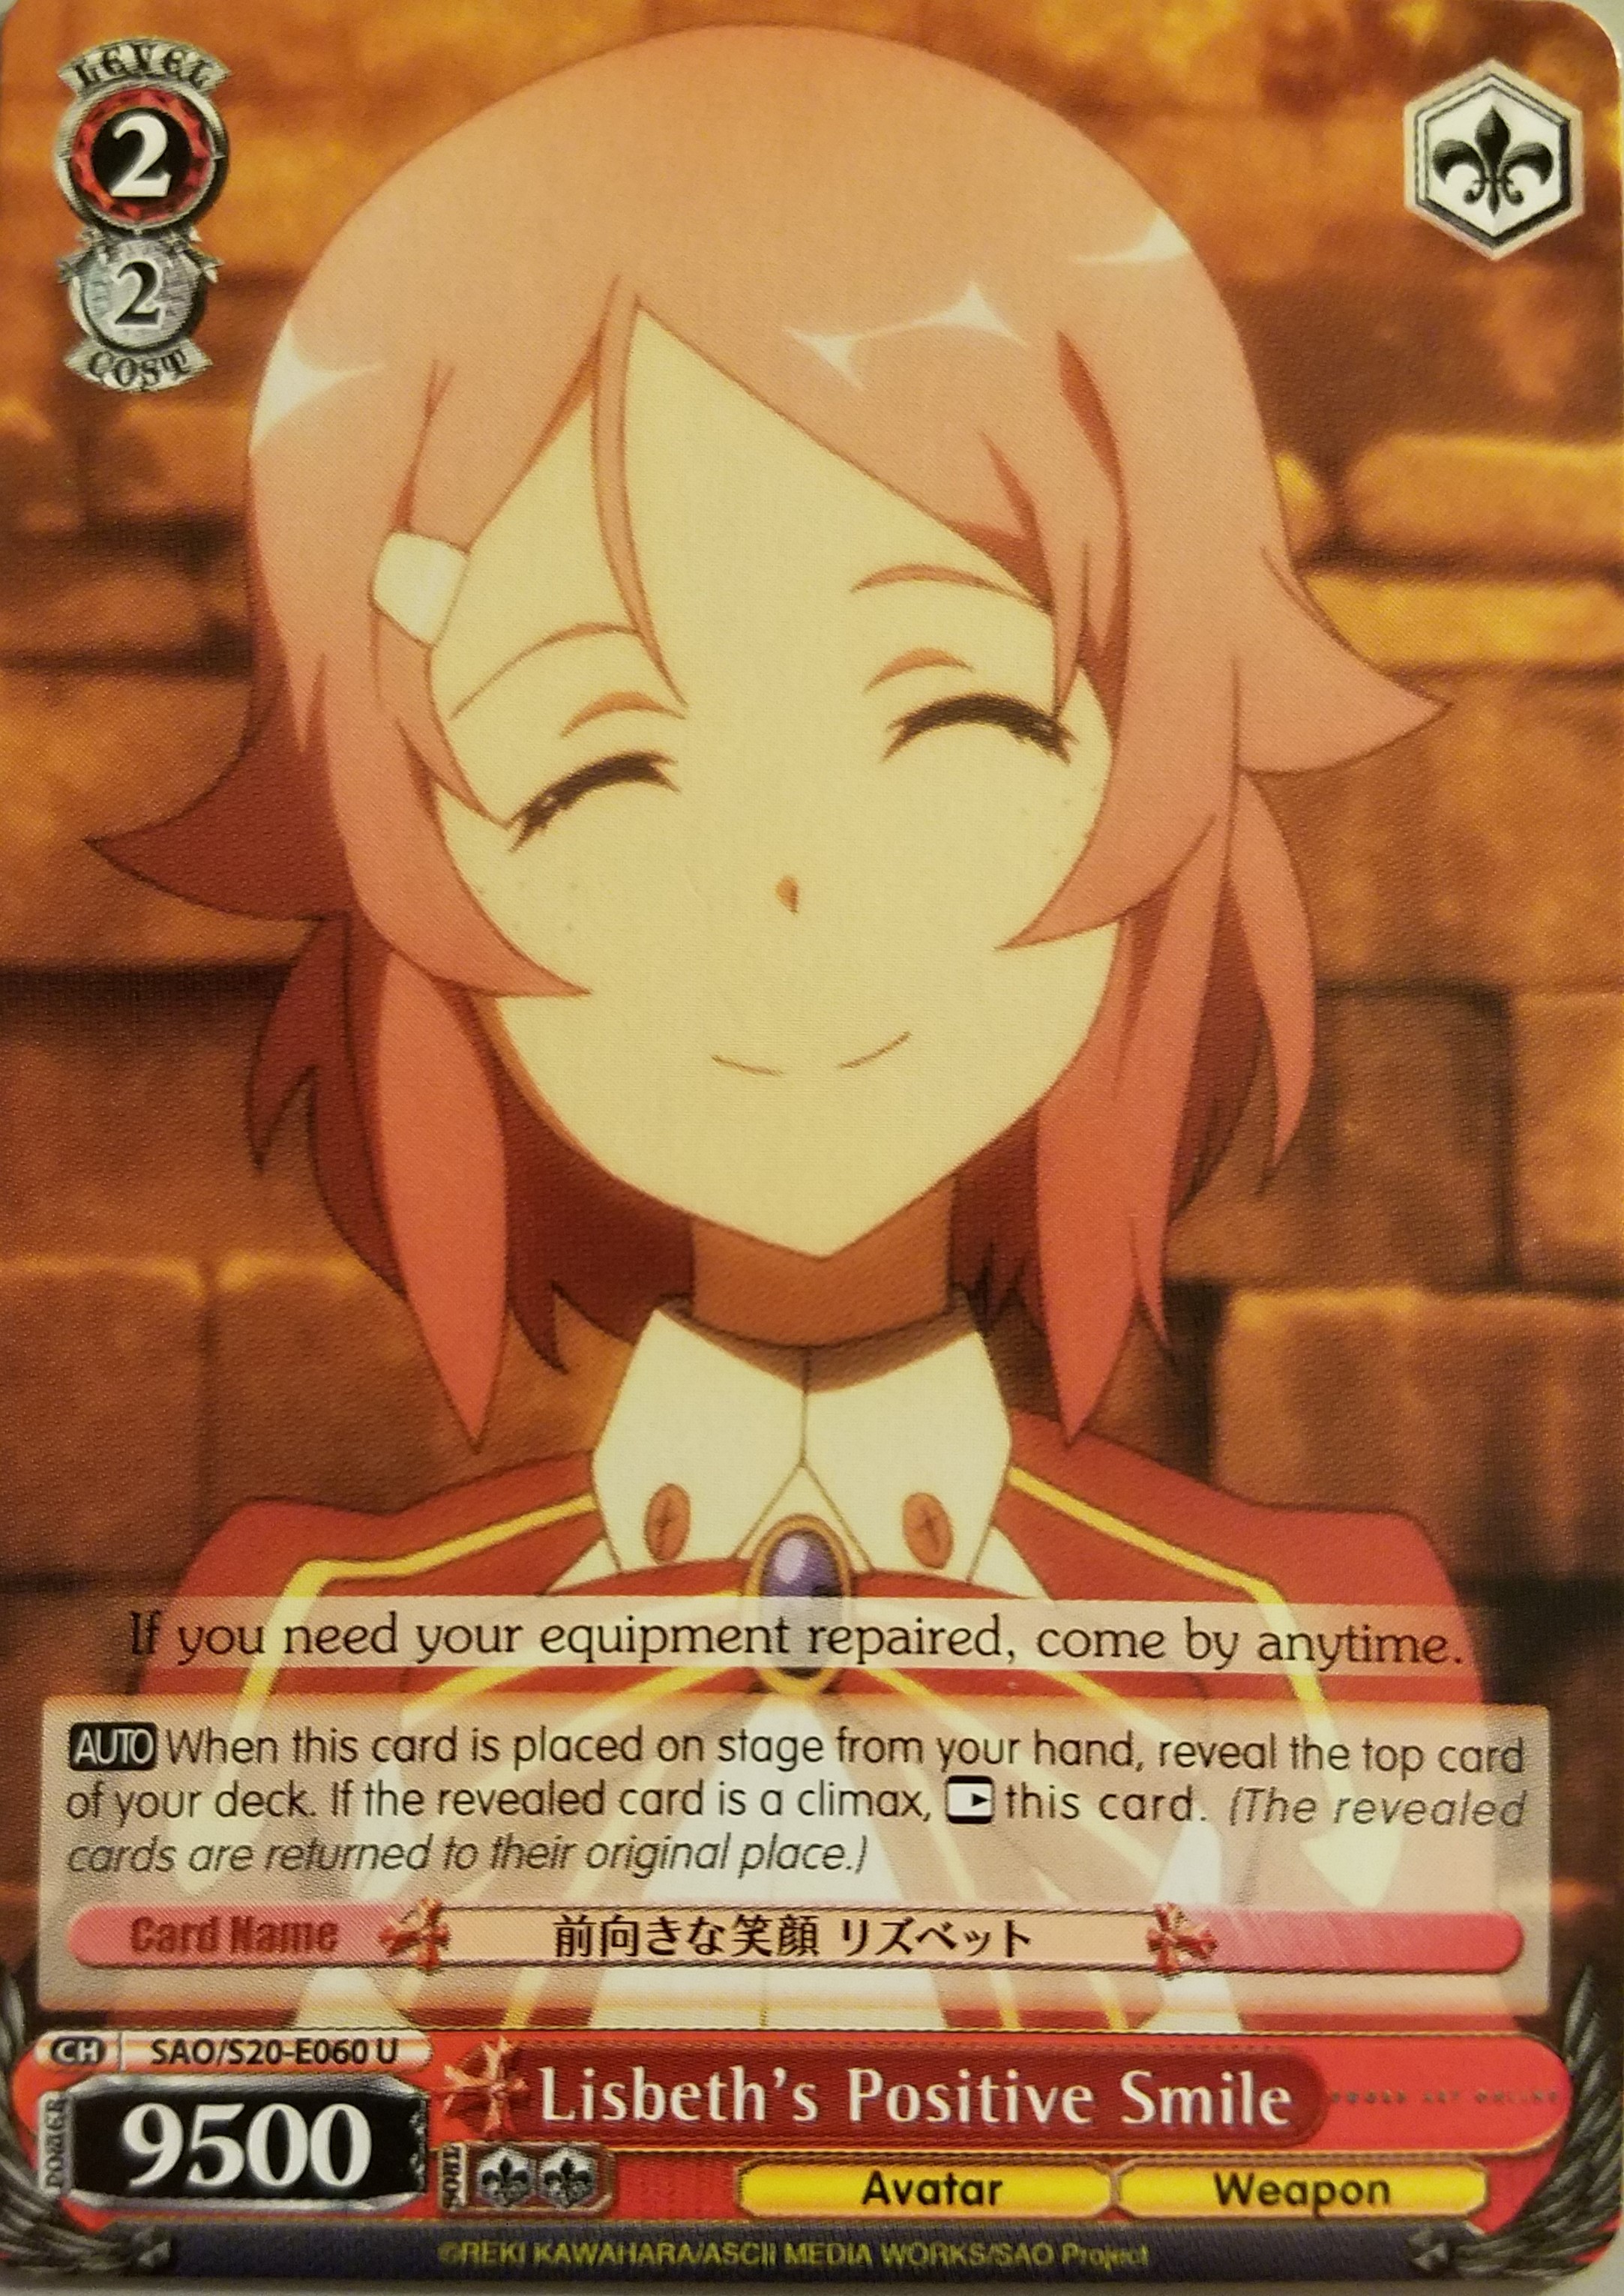 LEVEL
2
2
COST
If you need your equipment repaired, come by anytime.
AUTO When this card is placed on stage from your hand, reveal the top card
of your deck. If the revealed card is a climax, this card. (The revealed
cards are returned to their original place.)
Card Name 前向きな笑顔 リズベット
CH SAO/S20-E060 U
Lisbeth's Positive Smile
POWER 9500
SOUL
Avatar Weapon
©REKI KAWAHARA/ASCII MEDIA WORKS/SAO Project